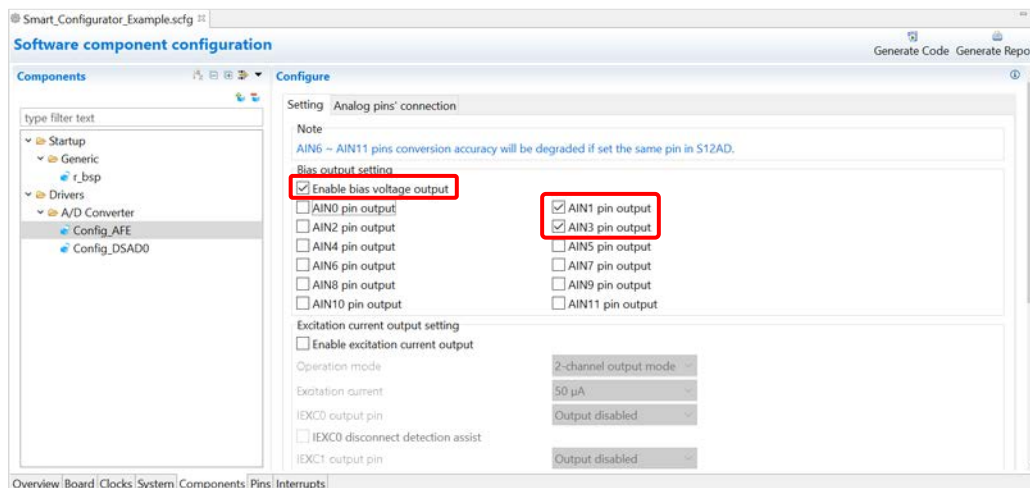 Smart_Configurator_Example.scfg
Software component configuration
Generate Code Generate Repo
Components
Configure
type filter text
Startup
Generic
r_bsp
Drivers
A/D Converter
Config_AFE
Config_DSAD0
Setting Analog pins' connection
Note
AIN6 ~ AIN11 pins conversion accuracy will be degraded if set the same pin in S12AD.
Bias output setting
Enable bias voltage output
AIN0 pin output AIN1 pin output
AIN2 pin output AIN3 pin output
AIN4 pin output AIN5 pin output
AIN6 pin output AIN7 pin output
AIN8 pin output AIN9 pin output
AIN10 pin output AIN11 pin output
Excitation current output setting
Enable excitation current output
Operation mode 2-channel output mode
Excitation current 50 μA
IEXC0 output pin Output disabled
IEXC0 disconnect detection assist
IEXC1 output pin Output disabled
Overview Board Clocks System Components Pins Interrupts